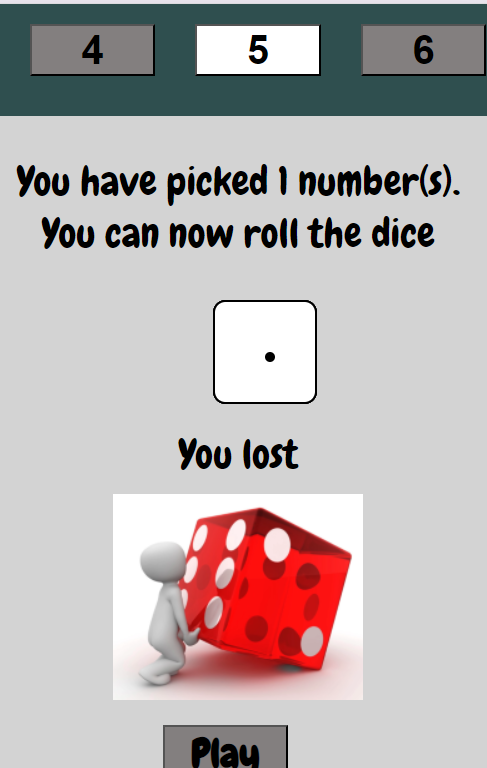 4 5 6
You have picked 1 number(s).
You can now roll the dice
You lost
Play